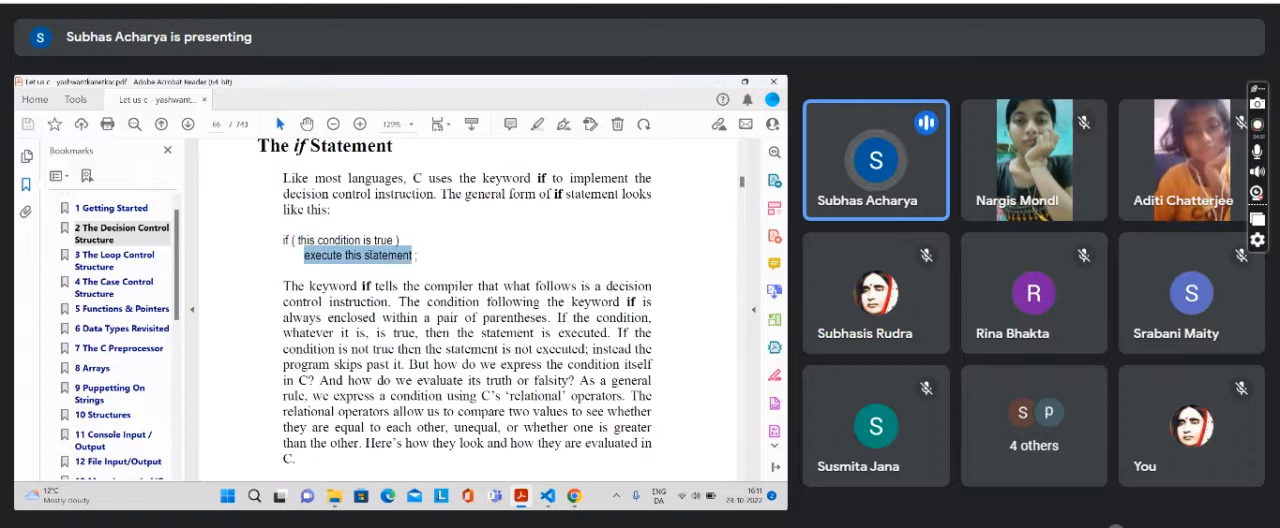 S Subhas Acharya is presenting
Let us c - yashwantkanetkar.pdf - Adobe Acrobat Reader (64-bit)
Home Tools Let us c - yashwant... ×
66 / 743 129%
Bookmarks
1 Getting Started
2 The Decision Control
Structure
3 The Loop Control
Structure
4 The Case Control
Structure
5 Functions & Pointers
6 Data Types Revisited
7 The C Preprocessor
8 Arrays
9 Puppetting On
Strings
10 Structures
11 Console Input /
Output
12 File Input/Output
The if Statement
Like most languages, C uses the keyword if to implement the
decision control instruction. The general form of if statement looks
like this:
if ( this condition is true )
execute this statement ;
The keyword if tells the compiler that what follows is a decision
control instruction. The condition following the keyword if is
always enclosed within a pair of parentheses. If the condition,
whatever it is, is true, then the statement is executed. If the
condition is not true then the statement is not executed; instead the
program skips past it. But how do we express the condition itself
in C? And how do we evaluate its truth or falsity? As a general
rule, we express a condition using C’s ‘relational’ operators. The
relational operators allow us to compare two values to see whether
they are equal to each other, unequal, or whether one is greater
than the other. Here’s how they look and how they are evaluated in
C.
12°C
Mostly cloudy
ENG
DA
16:11
23-10-2022
S
Subhas Acharya
Nargis Mondl
Aditi Chatterjee
Subhasis Rudra
R
Rina Bhakta
S
Srabani Maity
S
Susmita Jana
S P
4 others
You